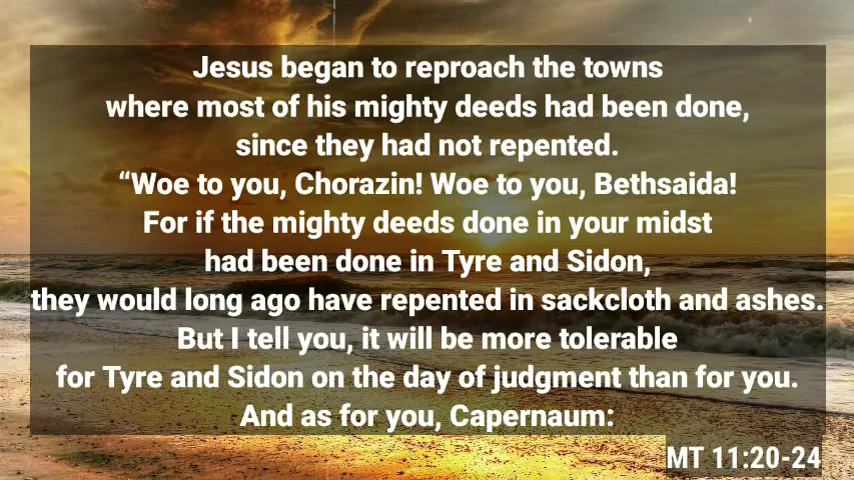 Jesus began to reproach the towns
where most of his mighty deeds had been done,
since they had not repented.
“Woe to you, Chorazin! Woe to you, Bethsaida!
For if the mighty deeds done in your midst
had been done in Tyre and Sidon,
they would long ago have repented in sackcloth and ashes.
But I tell you, it will be more tolerable
for Tyre and Sidon on the day of judgment than for you.
And as for you, Capernaum:
MT 11:20-24